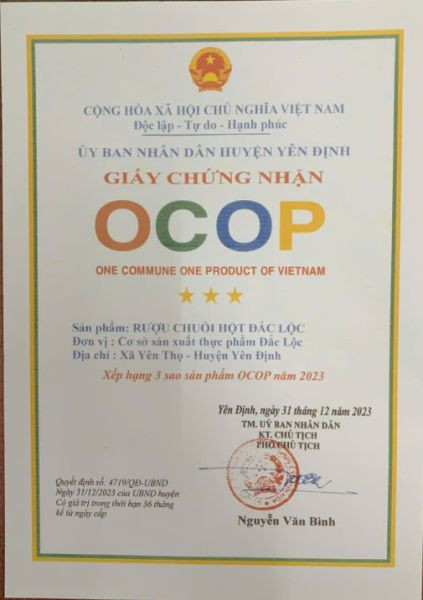 CỘNG HÒA XÃ HỘI CHỦ NGHĨA VIỆT NAM
Độc lập - Tự do - Hạnh phúc
ỦY BAN NHÂN DÂN HUYỆN YÊN ĐỊNH
GIẤY CHỨNG NHẬN
OCOP
ONE COMMUNE ONE PRODUCT OF VIETNAM
Sản phẩm: RƯỢU CHUỐI HỘT ĐẮC LỘC
Đơn vị : Cơ sở sản xuất thực phẩm Đắc Lộc
Địa chỉ : Xã Yên Thọ - Huyện Yên Định
Xếp hạng 3 sao sản phẩm OCOP năm 2023
Yên Định, ngày 31 tháng 12 năm 2023
TM. UỶ BAN NHÂN DÂN
KT. CHỦ TỊCH
PHÓ CHỦ TỊCH
Quyết định số: 4719/QĐ-UBND
Ngày 31/12/2023 của UBND huyện
Có giá trị trong thời hạn 36 tháng
kể từ ngày cấp
Nguyễn Văn Bình